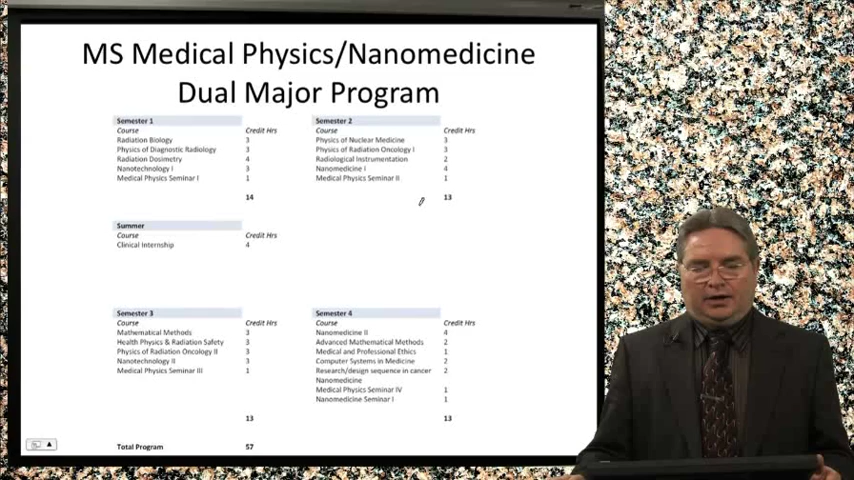 MS Medical Physics/Nanomedicine
Dual Major Program
Semester 1
Course Credit Hrs
Radiation Biology 3
Physics of Diagnostic Radiology 3
Radiation Dosimetry 4
Nanotechnology I 3
Medical Physics Seminar I 1
14
Semester 2
Course Credit Hrs
Physics of Nuclear Medicine 3
Physics of Radiation Oncology I 3
Radiological Instrumentation 2
Nanomedicine I 4
Medical Physics Seminar II 1
13
Summer
Course Credit Hrs
Clinical Internship 4
Semester 3
Course Credit Hrs
Mathematical Methods 3
Health Physics & Radiation Safety 3
Physics of Radiation Oncology II 3
Nanotechnology II 3
Medical Physics Seminar III 1
13
Semester 4
Course Credit Hrs
Nanomedicine II 4
Advanced Mathematical Methods 2
Medical and Professional Ethics 1
Computer Systems in Medicine 2
Research/design sequence in cancer 2
Nanomedicine
Medical Physics Seminar IV 1
Nanomedicine Seminar I 1
13
Total Program 57